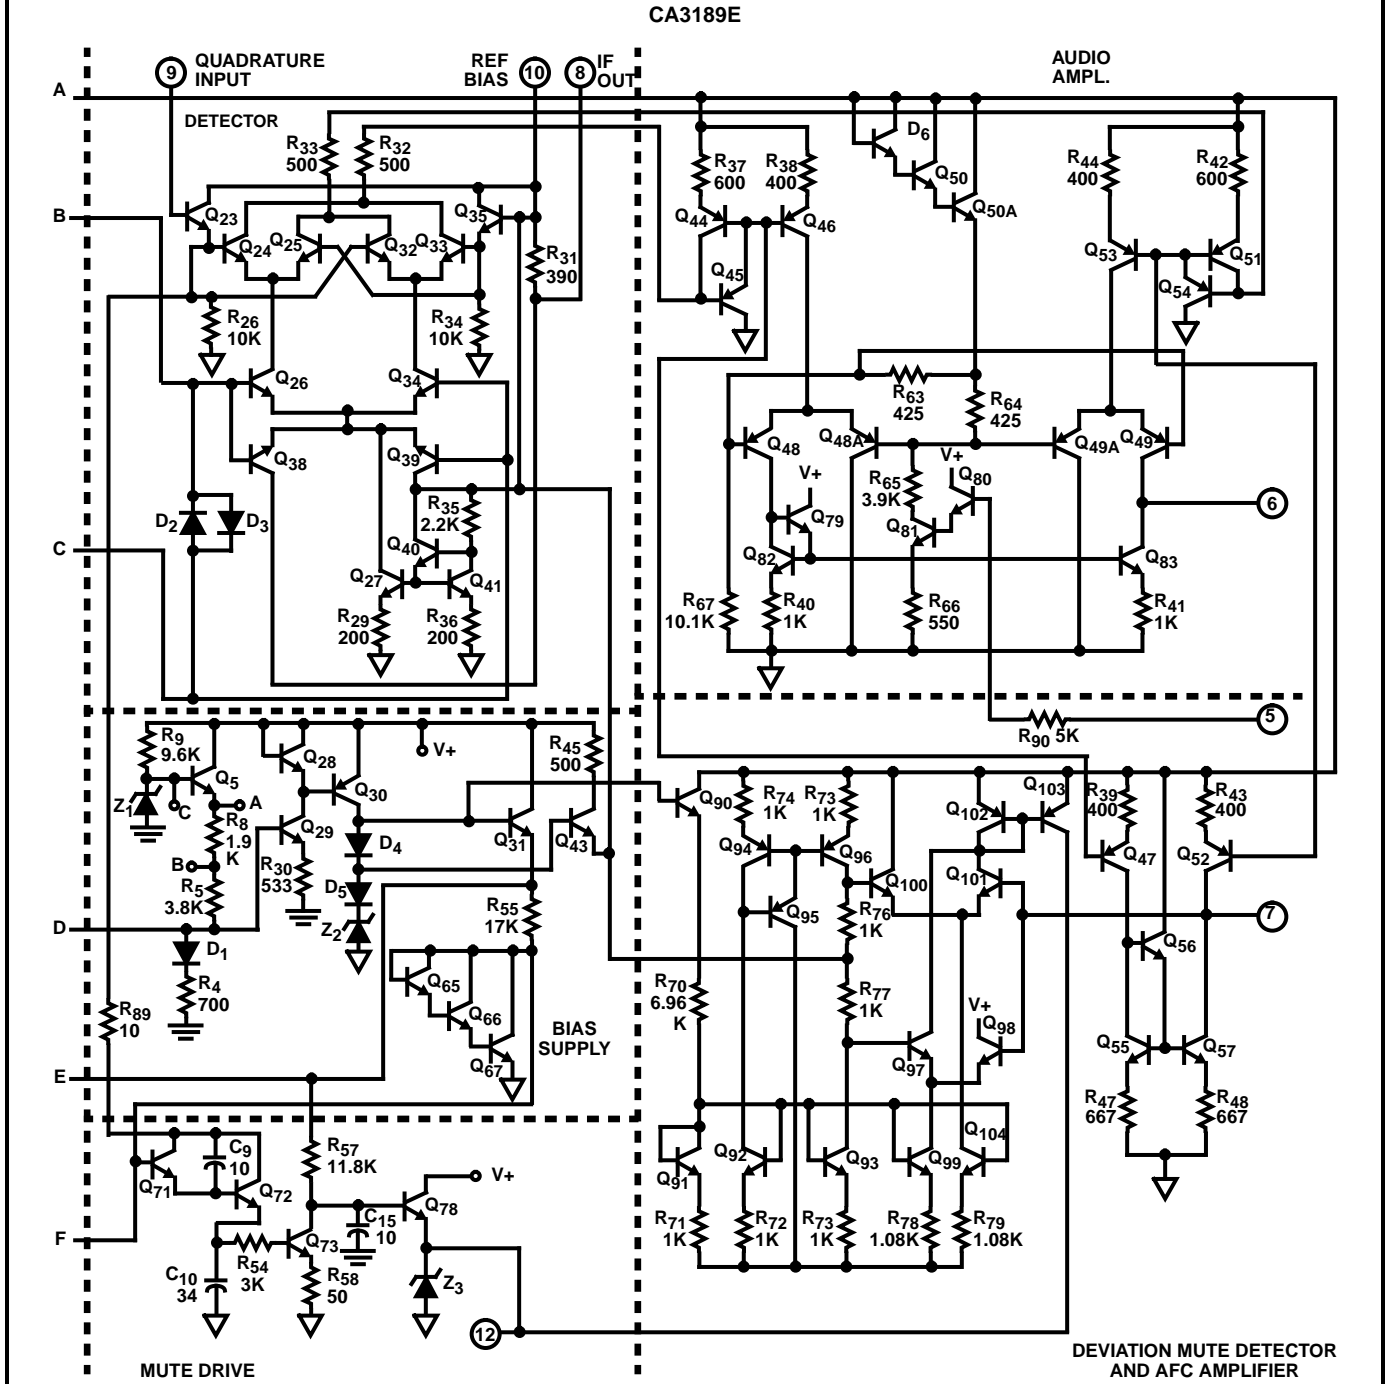 CA3189E
9
QUADRATURE
INPUT
REF
BIAS
10
8
IF
OUT
AUDIO
AMPL.
A
DETECTOR
R33
500
R32
500
R37
600
R38
400
D6
Q50
Q50A
R44
400
R42
600
B
Q23
Q35
Q44
Q46
Q24
Q25
Q32
Q33
R31
390
Q53
Q51
Q45
Q54
R26
10K
R34
10K
Q26
Q34
R63
425
R64
425
Q38
Q39
Q48
Q48A
Q49A
Q49
V+
R65
3.9K
V+
Q80
D2
D3
R35
2.2K
Q79
Q81
6
C
Q40
Q82
Q83
Q27
Q41
R29
200
R36
200
R67
10.1K
R40
1K
R66
550
R41
1K
R90 5K
5
R9
9.6K
Q5
Q28
V+
R45
500
Z1
C
A
Q30
Q90
R74
1K
R73
1K
Q102
Q103
R39
400
R43
400
R8
1.9
K
Q29
D4
Q31
Q43
Q94
Q96
Q47
Q52
B
R30
533
R5
3.8K
D5
Q100
Q101
D
Z2
R55
17K
Q95
R76
1K
7
D1
R4
700
Q56
Q65
R70
6.96
K
R77
1K
R89
10
Q66
BIAS
SUPPLY
V+
Q98
Q67
Q97
Q55
Q57
E
R47
667
R48
667
C9
10
R57
11.8K
Q92
Q93
Q99
Q104
Q71
Q72
V+
Q91
Q78
F
C15
10
R71
1K
R72
1K
R73
1K
R78
1.08K
R79
1.08K
Q73
R54
3K
C10
34
R58
50
Z3
12
MUTE DRIVE
DEVIATION MUTE DETECTOR
AND AFC AMPLIFIER